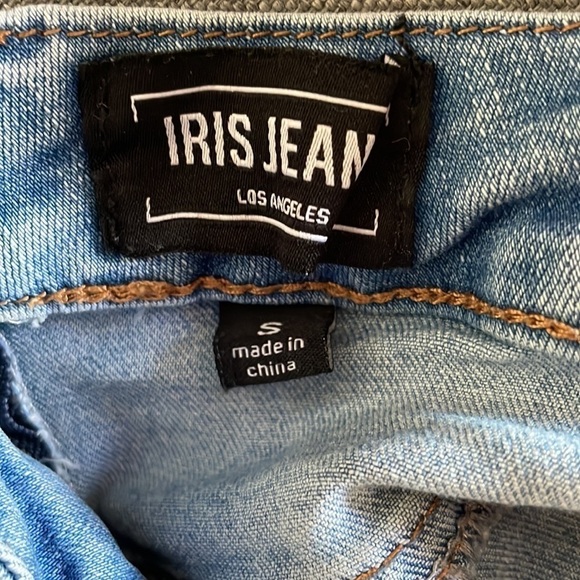 IRIS JEAN
LOS ANGELES
S
made in
china